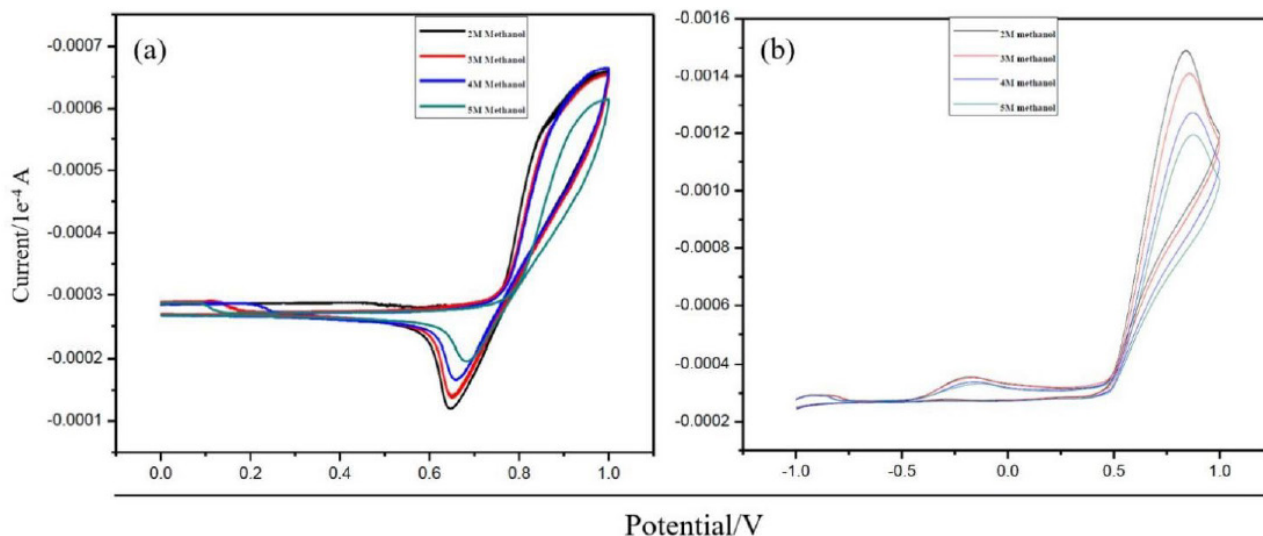 (a)
2M Methanol
3M Methanol
4M Methanol
5M Methanol
-0.0007
-0.0006
-0.0005
-0.0004
-0.0003
-0.0002
-0.0001
0.0 0.2 0.4 0.6 0.8 1.0
Current/1e⁻⁴ A
(b)
2M methanol
3M methanol
4M methanol
5M methanol
-0.0016
-0.0014
-0.0012
-0.0010
-0.0008
-0.0006
-0.0004
-0.0002
-1.0 -0.5 0.0 0.5 1.0
Potential/V